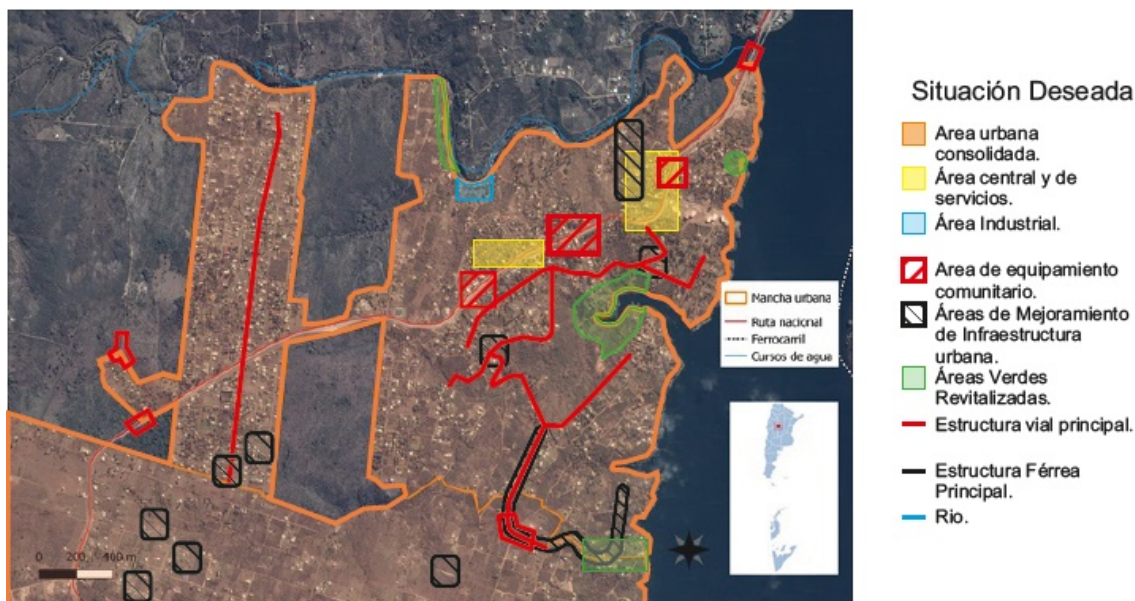 Situación Deseada
Area urbana
consolidada.
Área central y de
servicios.
Área Industrial.
Area de equipamiento
comunitario.
Áreas de Mejoramiento
de Infraestructura
urbana.
Áreas Verdes
Revitalizadas.
Estructura vial principal.
Estructura Férrea
Principal.
Rio.
Mancha urbana
Ruta nacional
Ferrocarril
Cursos de agua
0 200 400 m